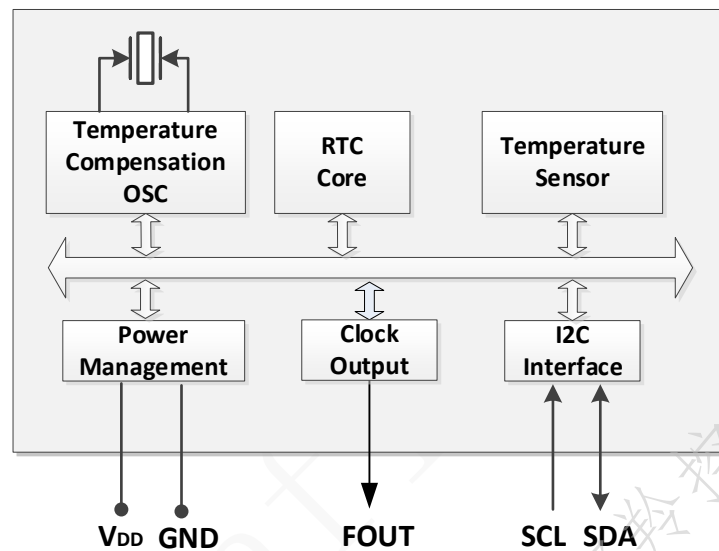 Temperature
Compensation
OSC
RTC
Core
Temperature
Sensor
Power
Management
Clock
Output
I2C
Interface
VDD GND FOUT SCL SDA